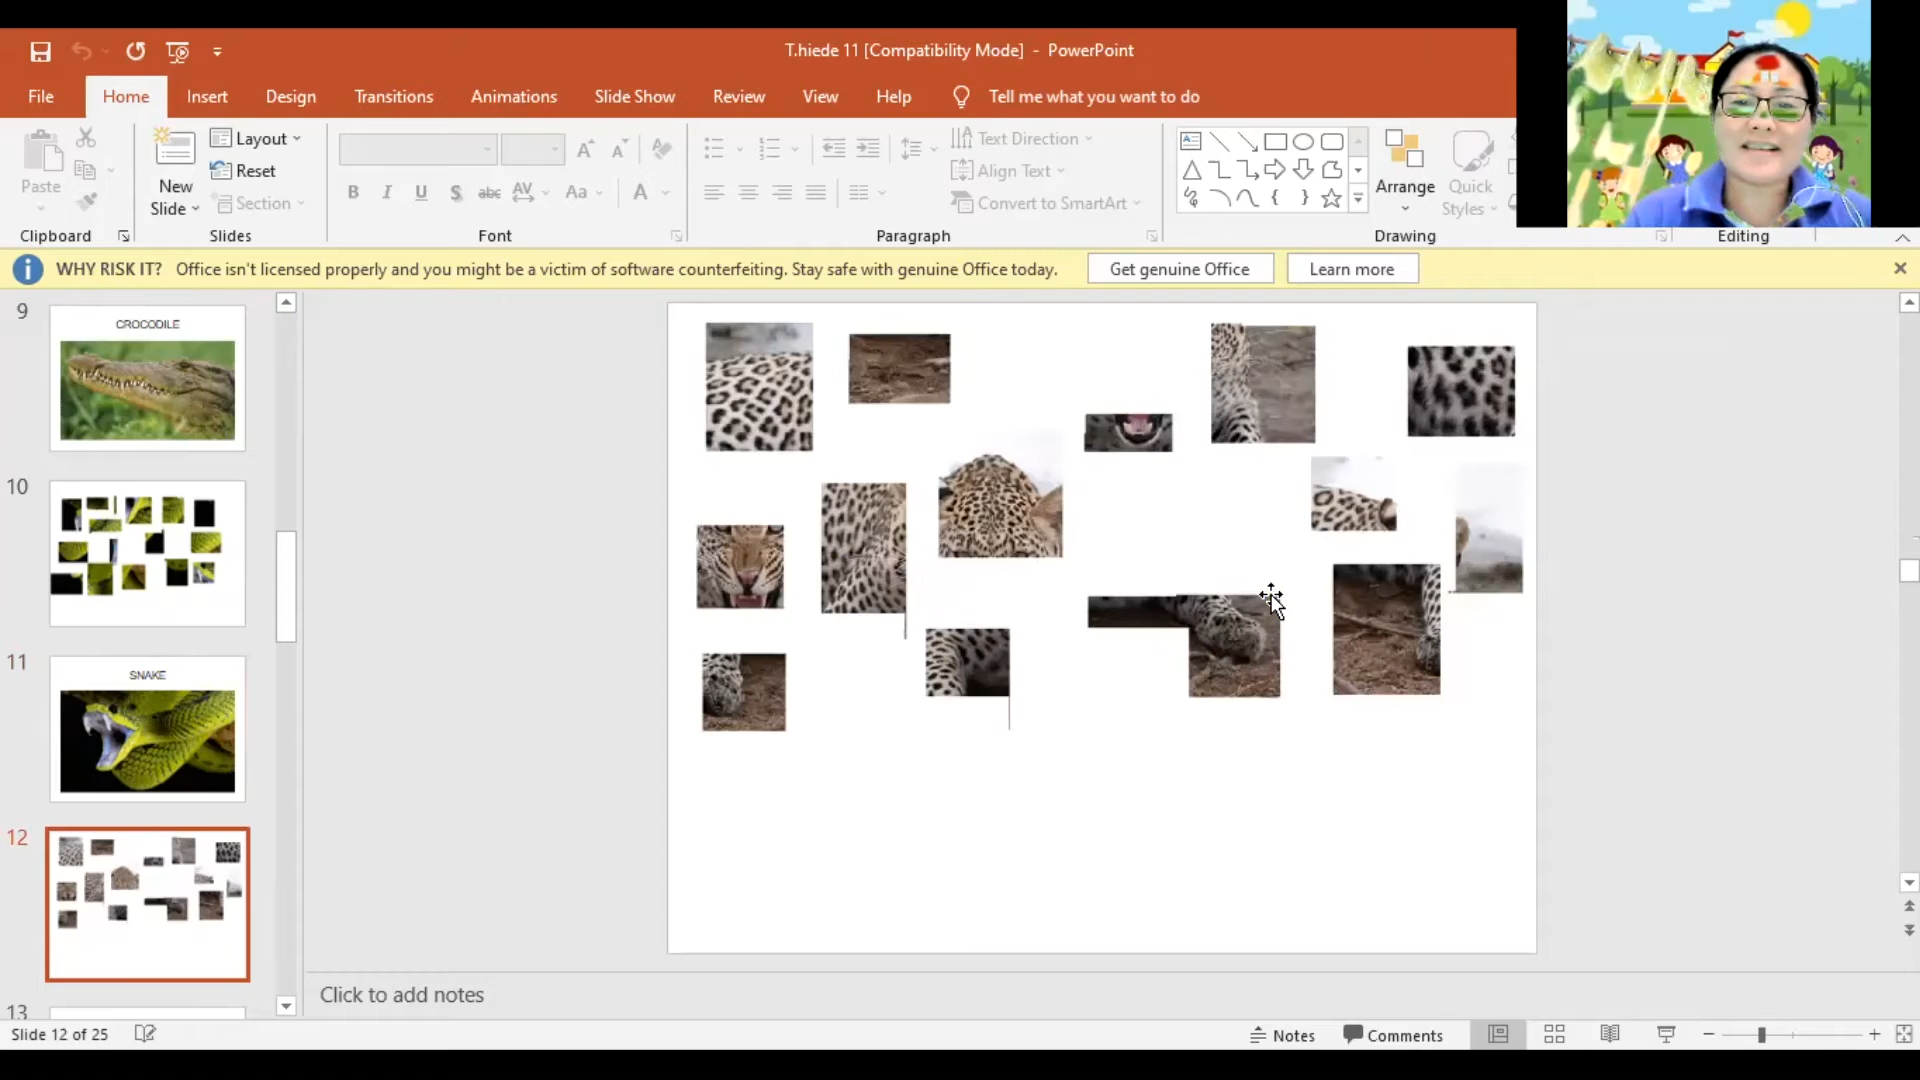 T.hiede 11 [Compatibility Mode] - PowerPoint
File Home Insert Design Transitions Animations Slide Show Review View Help Tell me what you want to do
Paste
New Slide
Layout
Reset
Section
B I U S abc AV Aa A
Text Direction
Align Text
Convert to SmartArt
Arrange
Quick Styles
Clipboard Slides Font Paragraph Drawing Editing
WHY RISK IT? Office isn't licensed properly and you might be a victim of software counterfeiting. Stay safe with genuine Office today. Get genuine Office Learn more
9
CROCODILE
10
11
SNAKE
12
13
Click to add notes
Slide 12 of 25 Notes Comments